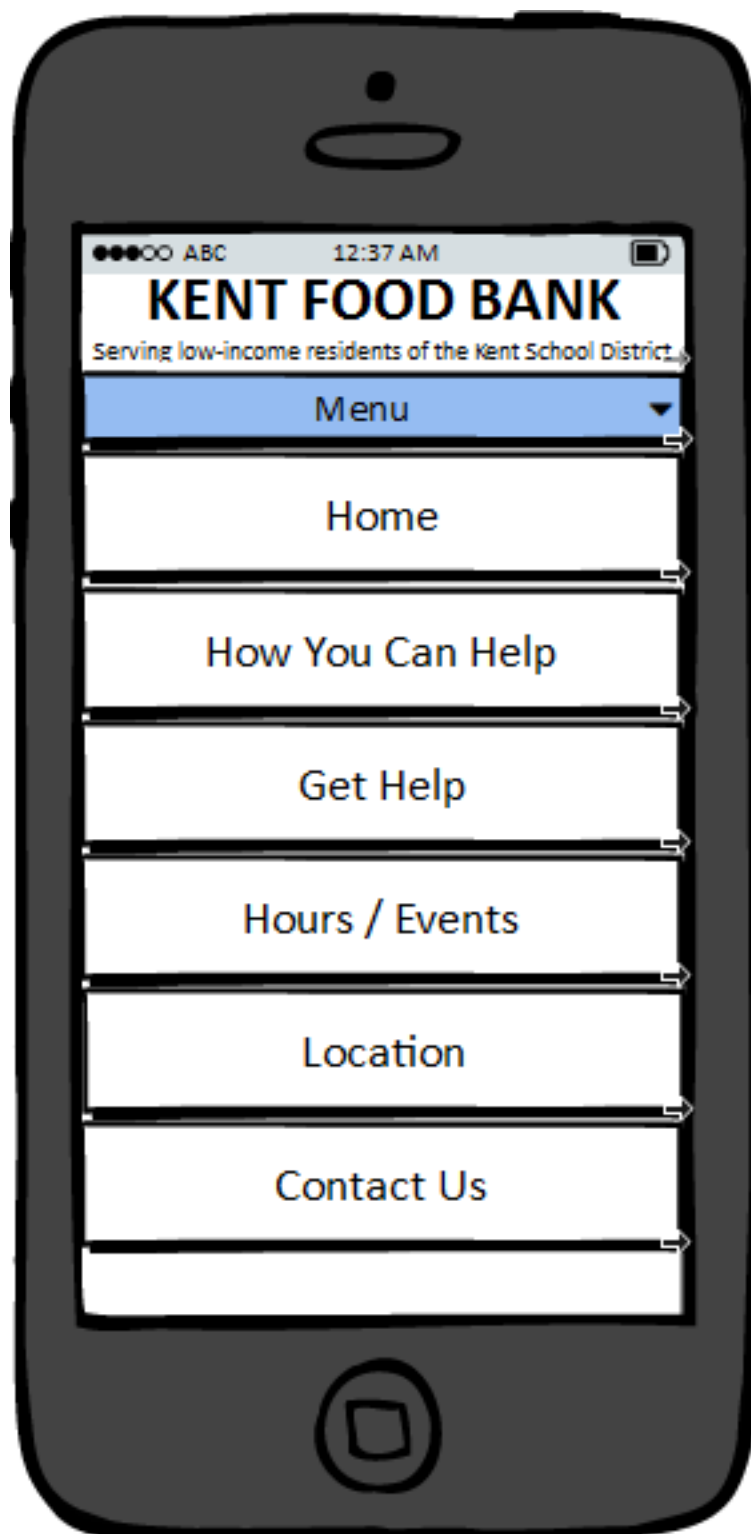 ABC 12:37 AM
KENT FOOD BANK
Serving low-income residents of the Kent School District
Menu
Home
How You Can Help
Get Help
Hours / Events
Location
Contact Us